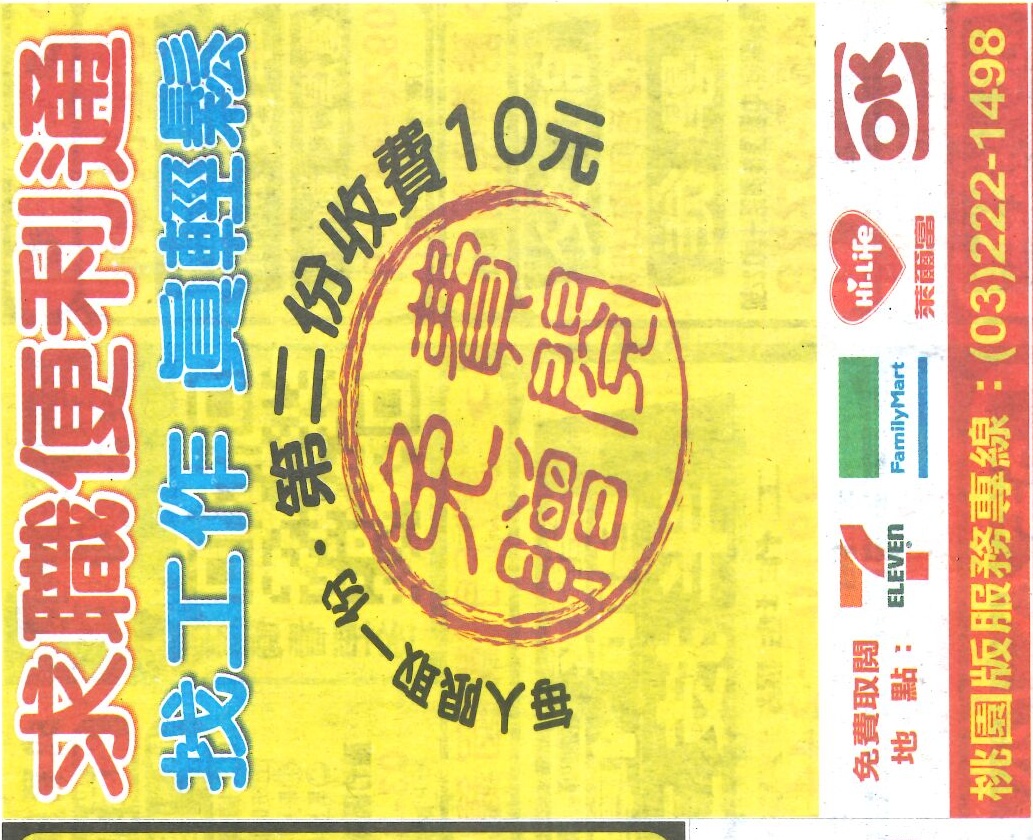 求職便利通
找工作 員輕鬆
每人限取一份·第二份收費10元
免費
贈閱
免費取閱
地點：
7
ELEVEn
FamilyMart
Hi-Life
萊爾富
OK
桃園版服務專線：(03)222-1498